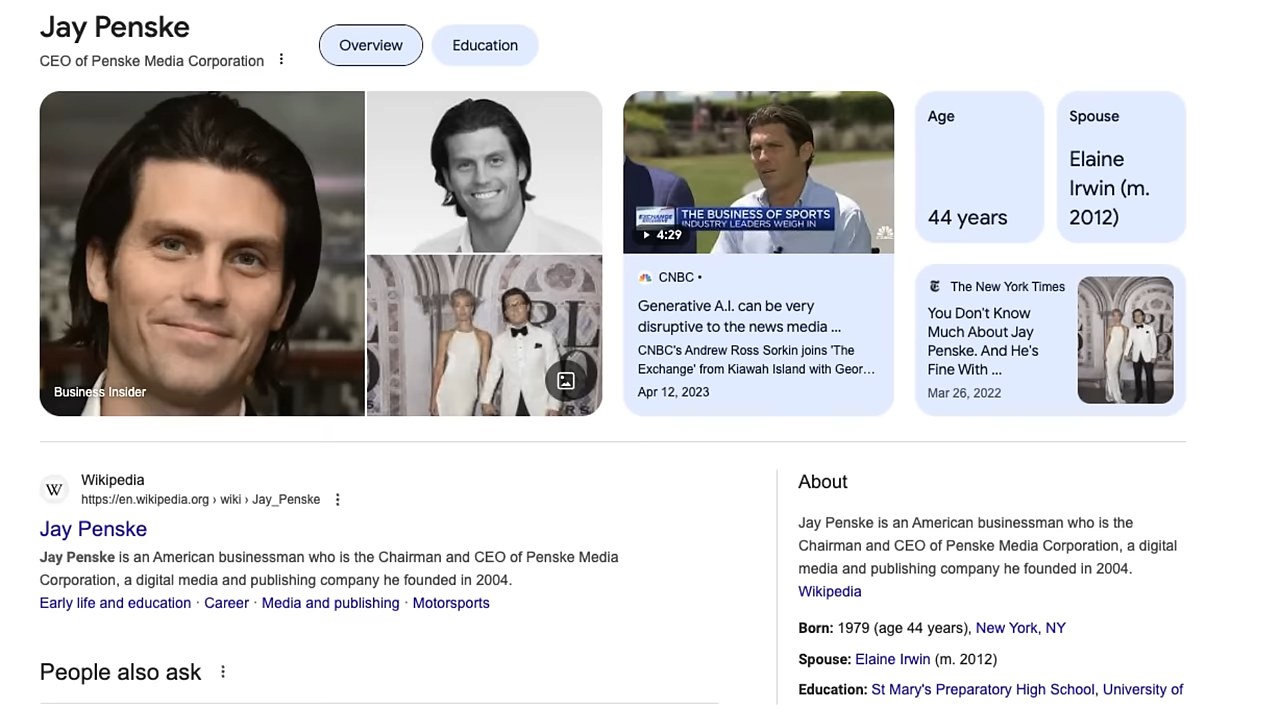 Jay Penske
CEO of Penske Media Corporation
Overview
Education
Business Insider
EXCHANGE
THE BUSINESS OF SPORTS
INDUSTRY LEADERS WEIGH IN
4:29
CNBC •
Generative A.I. can be very
disruptive to the news media ...
CNBC's Andrew Ross Sorkin joins 'The
Exchange' from Kiawah Island with Geor...
Apr 12, 2023
Age
44 years
Spouse
Elaine
Irwin (m.
2012)
The New York Times
You Don't Know
Much About Jay
Penske. And He's
Fine With ...
Mar 26, 2022
W
Wikipedia
https://en.wikipedia.org › wiki › Jay_Penske
Jay Penske
Jay Penske is an American businessman who is the Chairman and CEO of Penske Media
Corporation, a digital media and publishing company he founded in 2004.
Early life and education · Career · Media and publishing · Motorsports
People also ask
About
Jay Penske is an American businessman who is the
Chairman and CEO of Penske Media Corporation, a digital
media and publishing company he founded in 2004.
Wikipedia
Born: 1979 (age 44 years), New York, NY
Spouse: Elaine Irwin (m. 2012)
Education: St Mary's Preparatory High School, University of